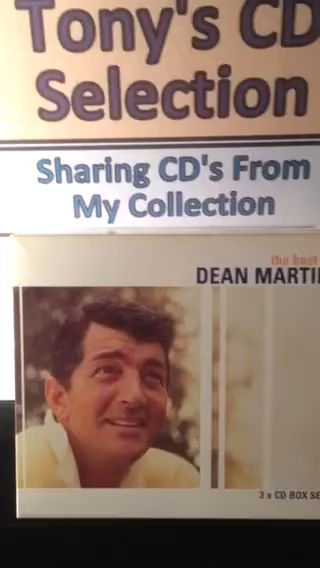 Tony's CD
Selection
Sharing CD's From
My Collection
the best
DEAN MARTI
3 x CD BOX SE